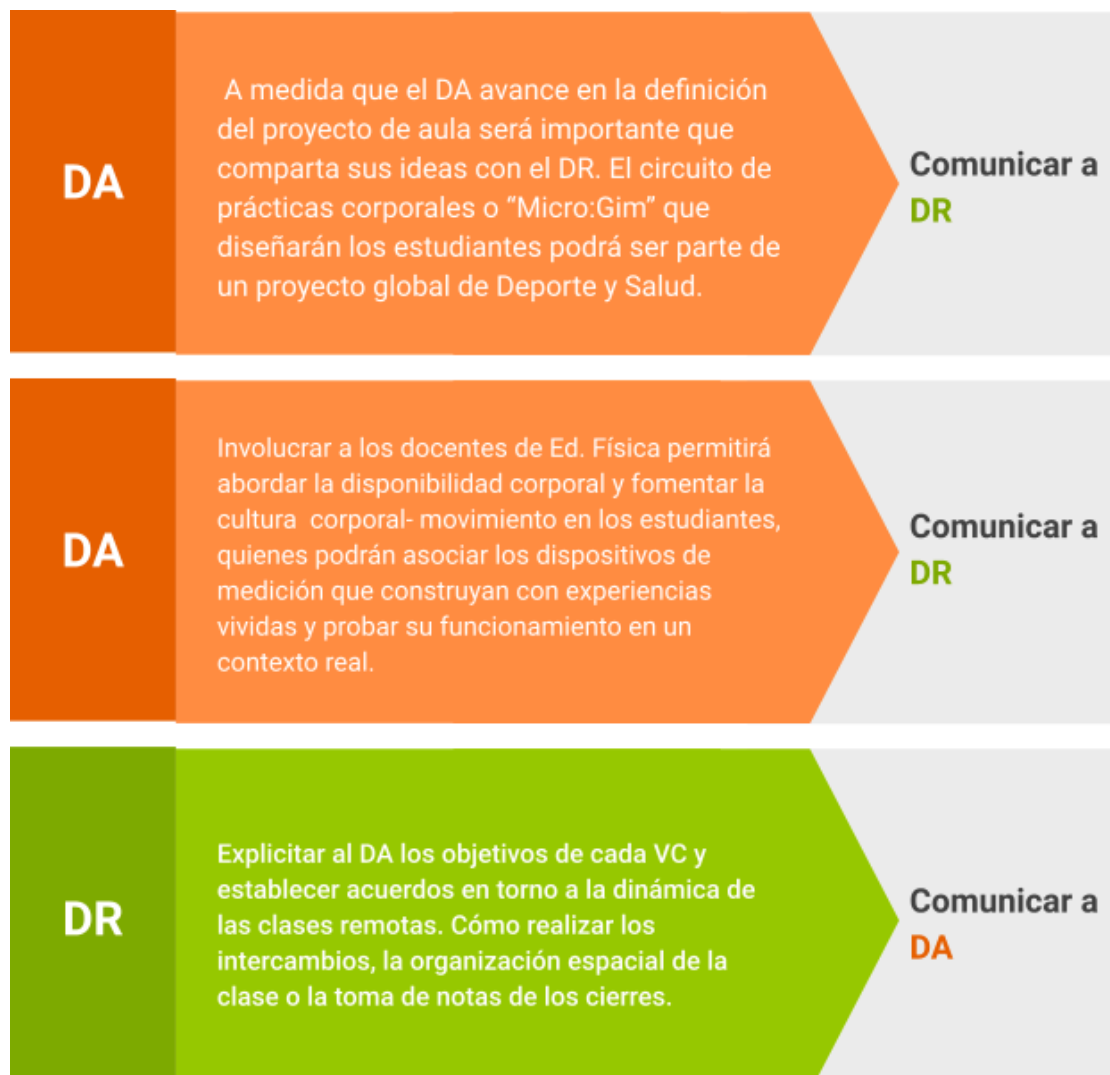 DA
A medida que el DA avance en la definición
del proyecto de aula será importante que
comparta sus ideas con el DR. El circuito de
prácticas corporales o “Micro:Gim” que
diseñarán los estudiantes podrá ser parte de
un proyecto global de Deporte y Salud.
Comunicar a
DR
DA
Involucrar a los docentes de Ed. Física permitirá
abordar la disponibilidad corporal y fomentar la
cultura  corporal- movimiento en los estudiantes,
quienes podrán asociar los dispositivos de
medición que construyan con experiencias
vividas y probar su funcionamiento en un
contexto real.
Comunicar a
DR
DR
Explicitar al DA los objetivos de cada VC y
establecer acuerdos en torno a la dinámica de
las clases remotas. Cómo realizar los
intercambios, la organización espacial de la
clase o la toma de notas de los cierres.
Comunicar a
DA